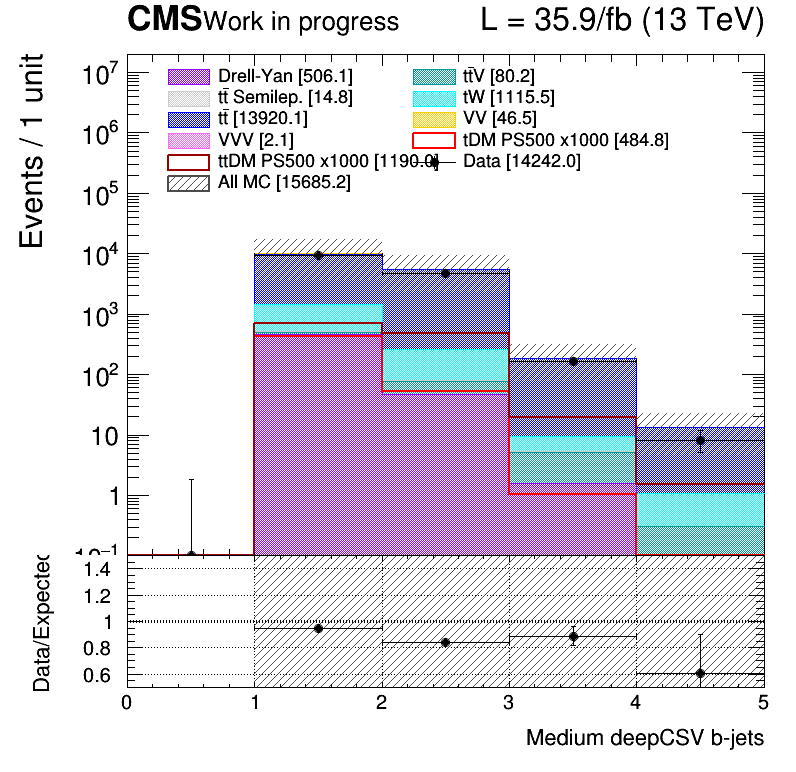 CMS Work in progress L = 35.9/fb (13 TeV)
Events / 1 unit
Drell-Yan [506.1] tt̄V [80.2]
tt̄ Semilep. [14.8] tW [1115.5]
tt̄ [13920.1] VV [46.5]
VVV [2.1] tDM PS500 x1000 [484.8]
ttDM PS500 x1000 [1190.0] Data [14242.0]
All MC [15685.2]
10⁷
10⁶
10⁵
10⁴
10³
10²
10
1
10⁻¹
Data/Expected
1.4
1.2
1
0.8
0.6
0 1 2 3 4 5
Medium deepCSV b-jets